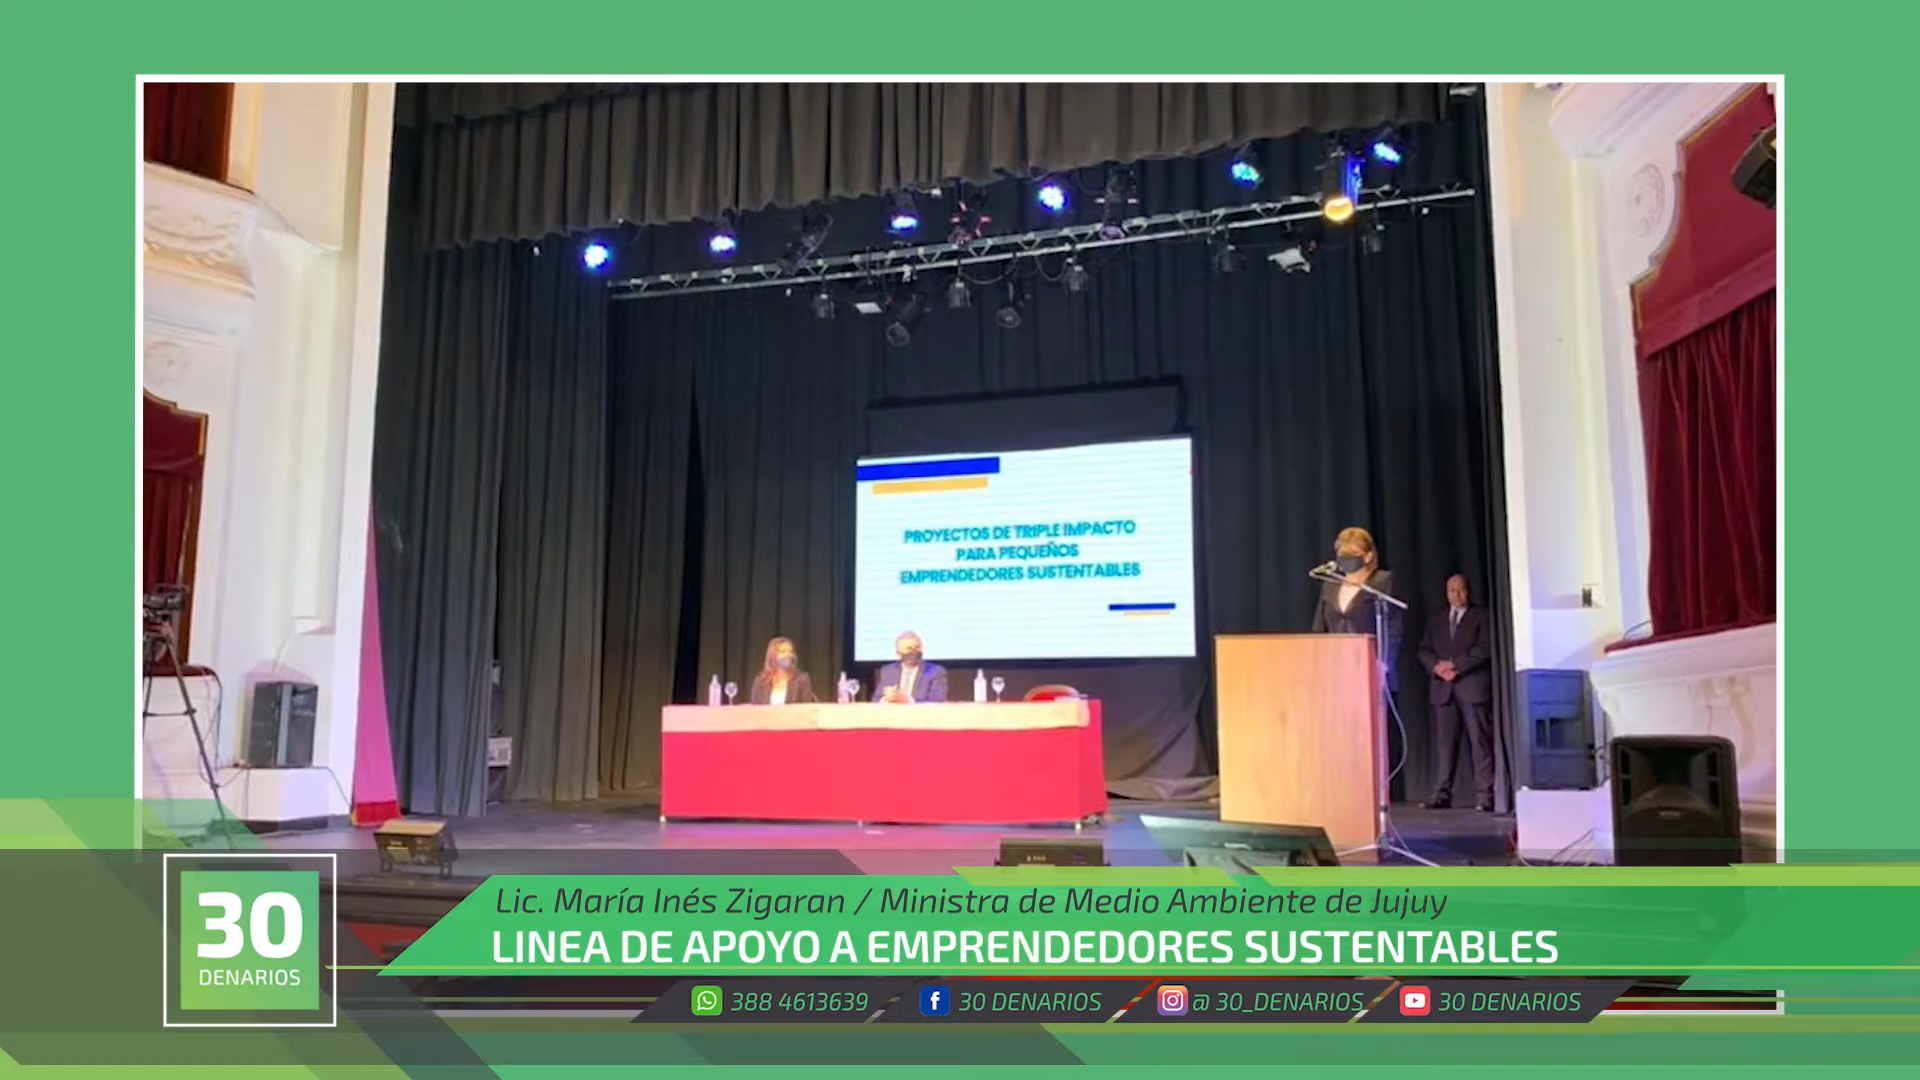 PROYECTOS DE TRIPLE IMPACTO
PARA PEQUEÑOS
EMPRENDEDORES SUSTENTABLES
30
DENARIOS
Lic. María Inés Zigaran / Ministra de Medio Ambiente de Jujuy
LINEA DE APOYO A EMPRENDEDORES SUSTENTABLES
388 4613639
30 DENARIOS
@ 30_DENARIOS
30 DENARIOS